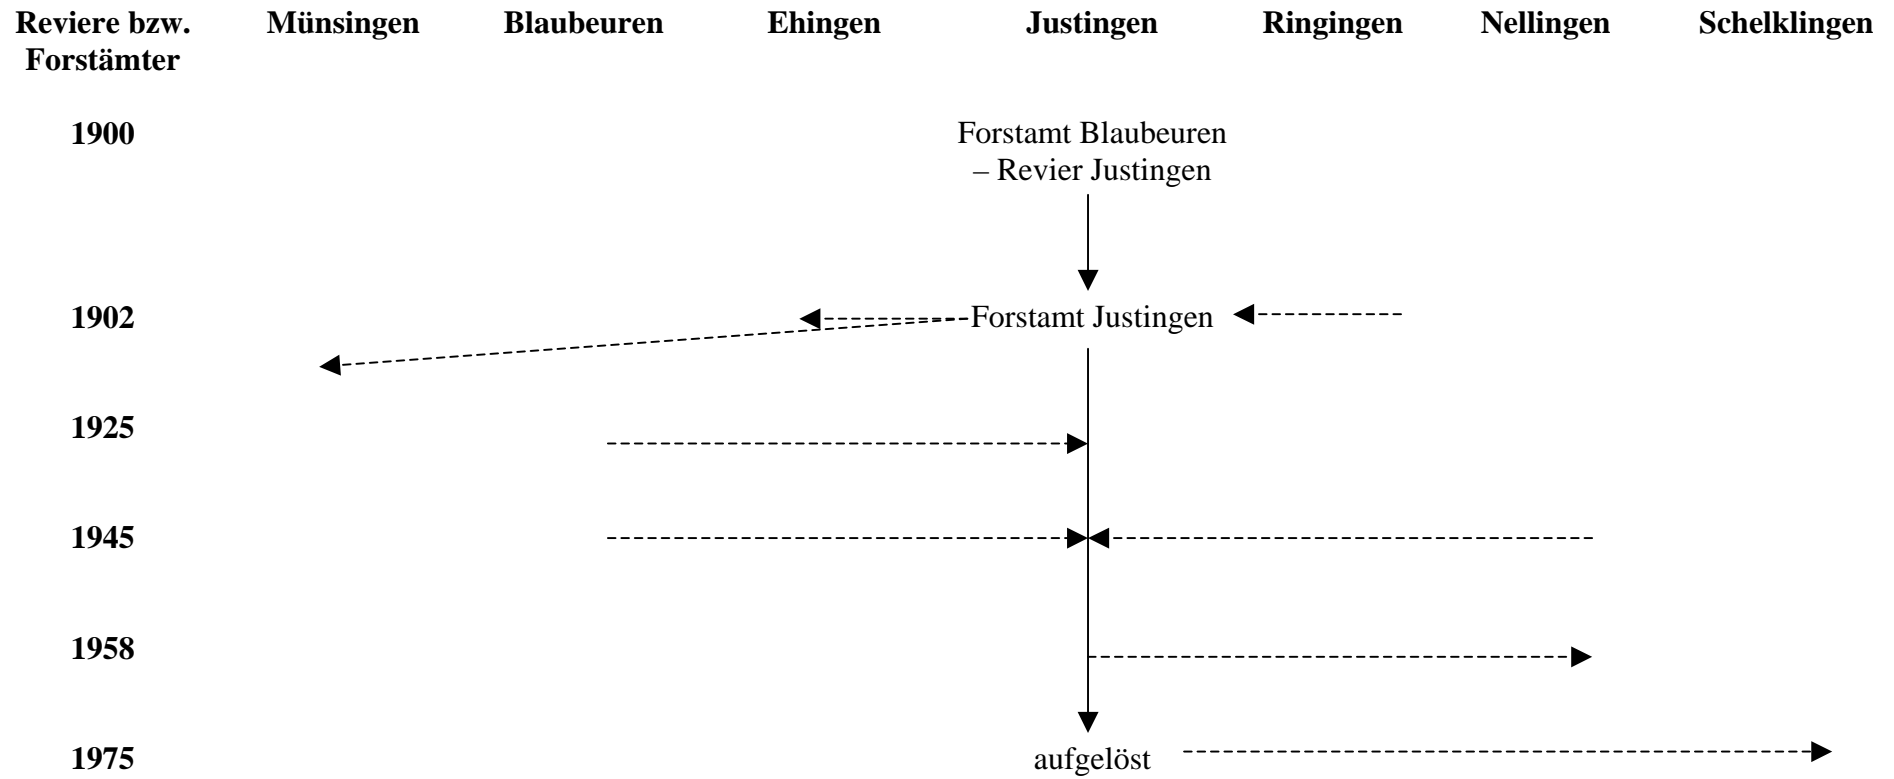 Reviere bzw. Münsingen Blaubeuren Ehingen Justingen Ringingen Nellingen Schelklingen
Forstämter
1900 Forstamt Blaubeuren
– Revier Justingen
1902 Forstamt Justingen
1925
1945
1958
1975 aufgelöst